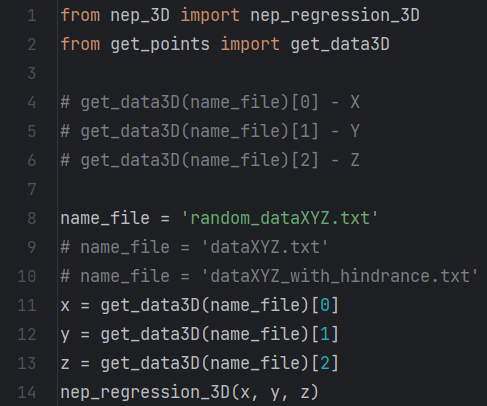 1 from nep_3D import nep_regression_3D
2 from get_points import get_data3D
3
4 # get_data3D(name_file)[0] - X
5 # get_data3D(name_file)[1] - Y
6 # get_data3D(name_file)[2] - Z
7
8 name_file = 'random_dataXYZ.txt'
9 # name_file = 'dataXYZ.txt'
10 # name_file = 'dataXYZ_with_hindrance.txt'
11 x = get_data3D(name_file)[0]
12 y = get_data3D(name_file)[1]
13 z = get_data3D(name_file)[2]
14 nep_regression_3D(x, y, z)